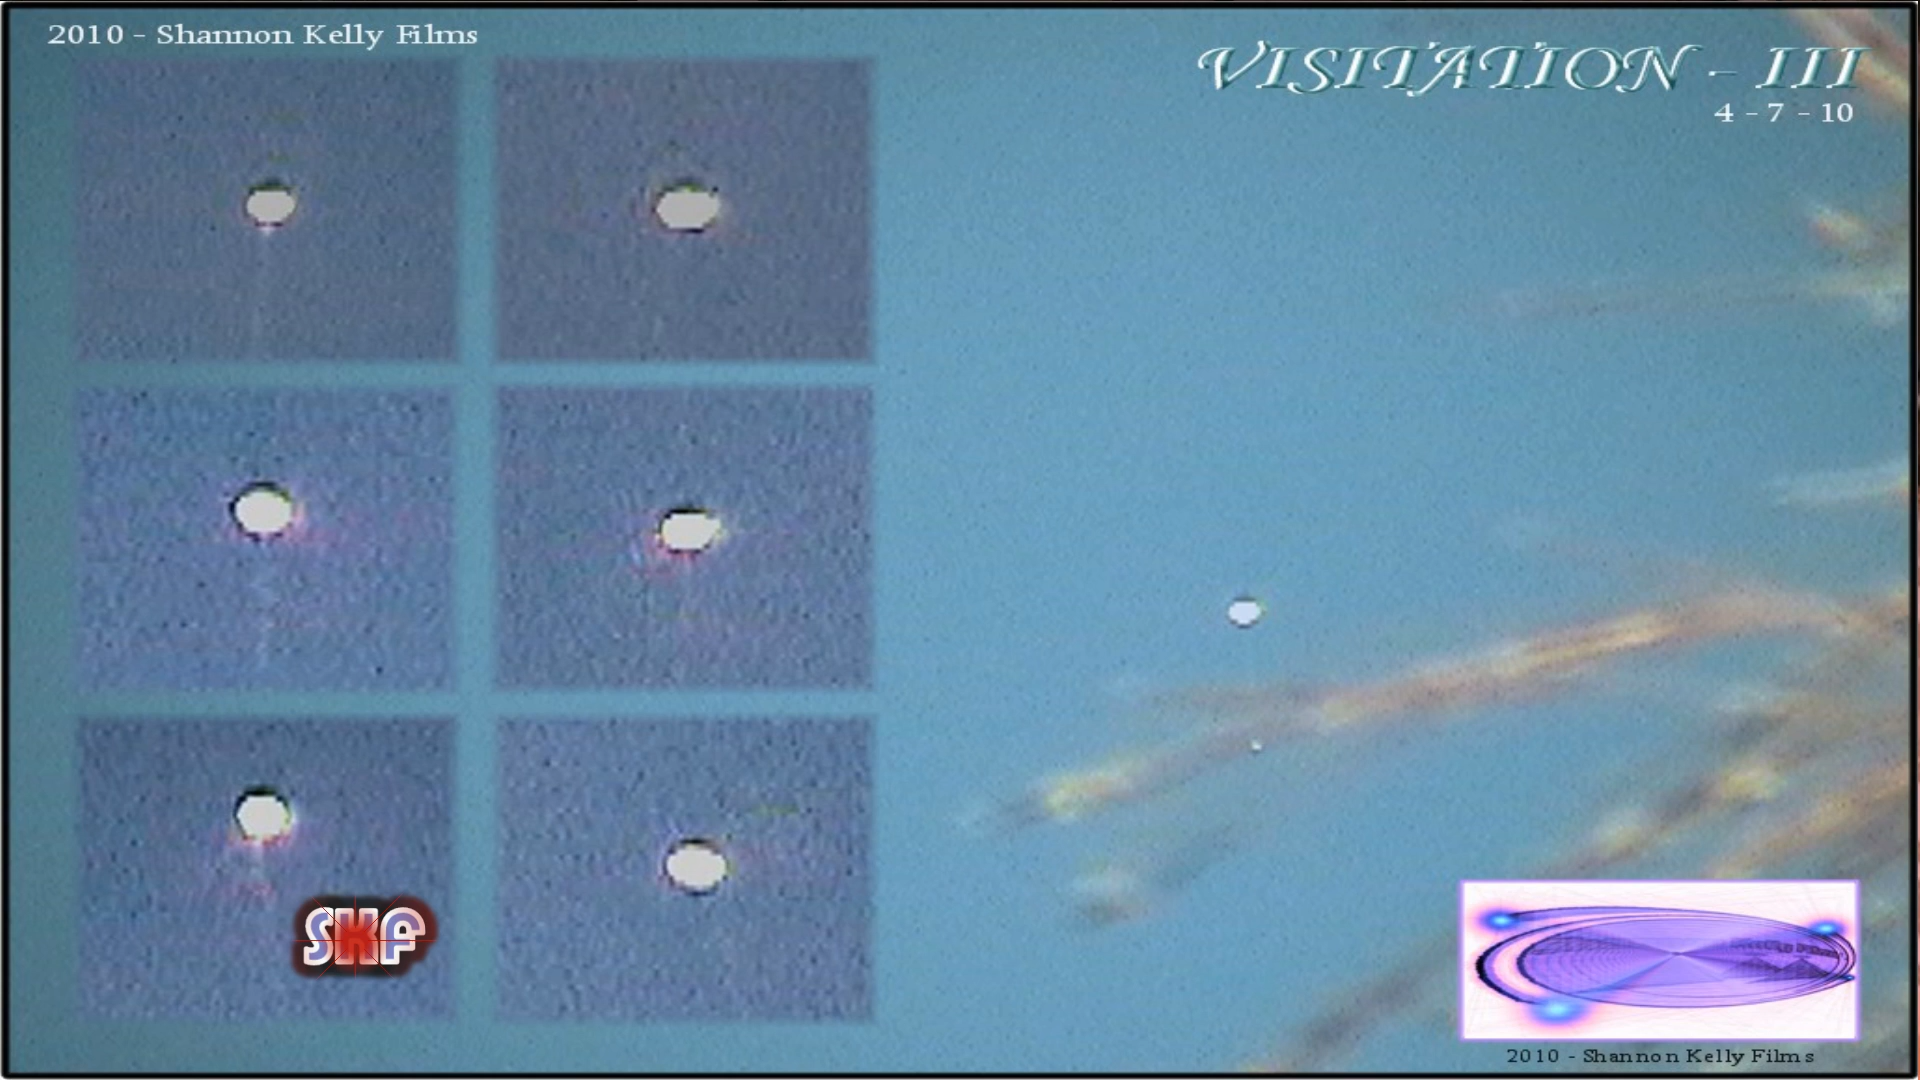 2010 - Shannon Kelly Films
VISITATION - III
4 - 7 - 10
SKF
2010 - Shannon Kelly Films